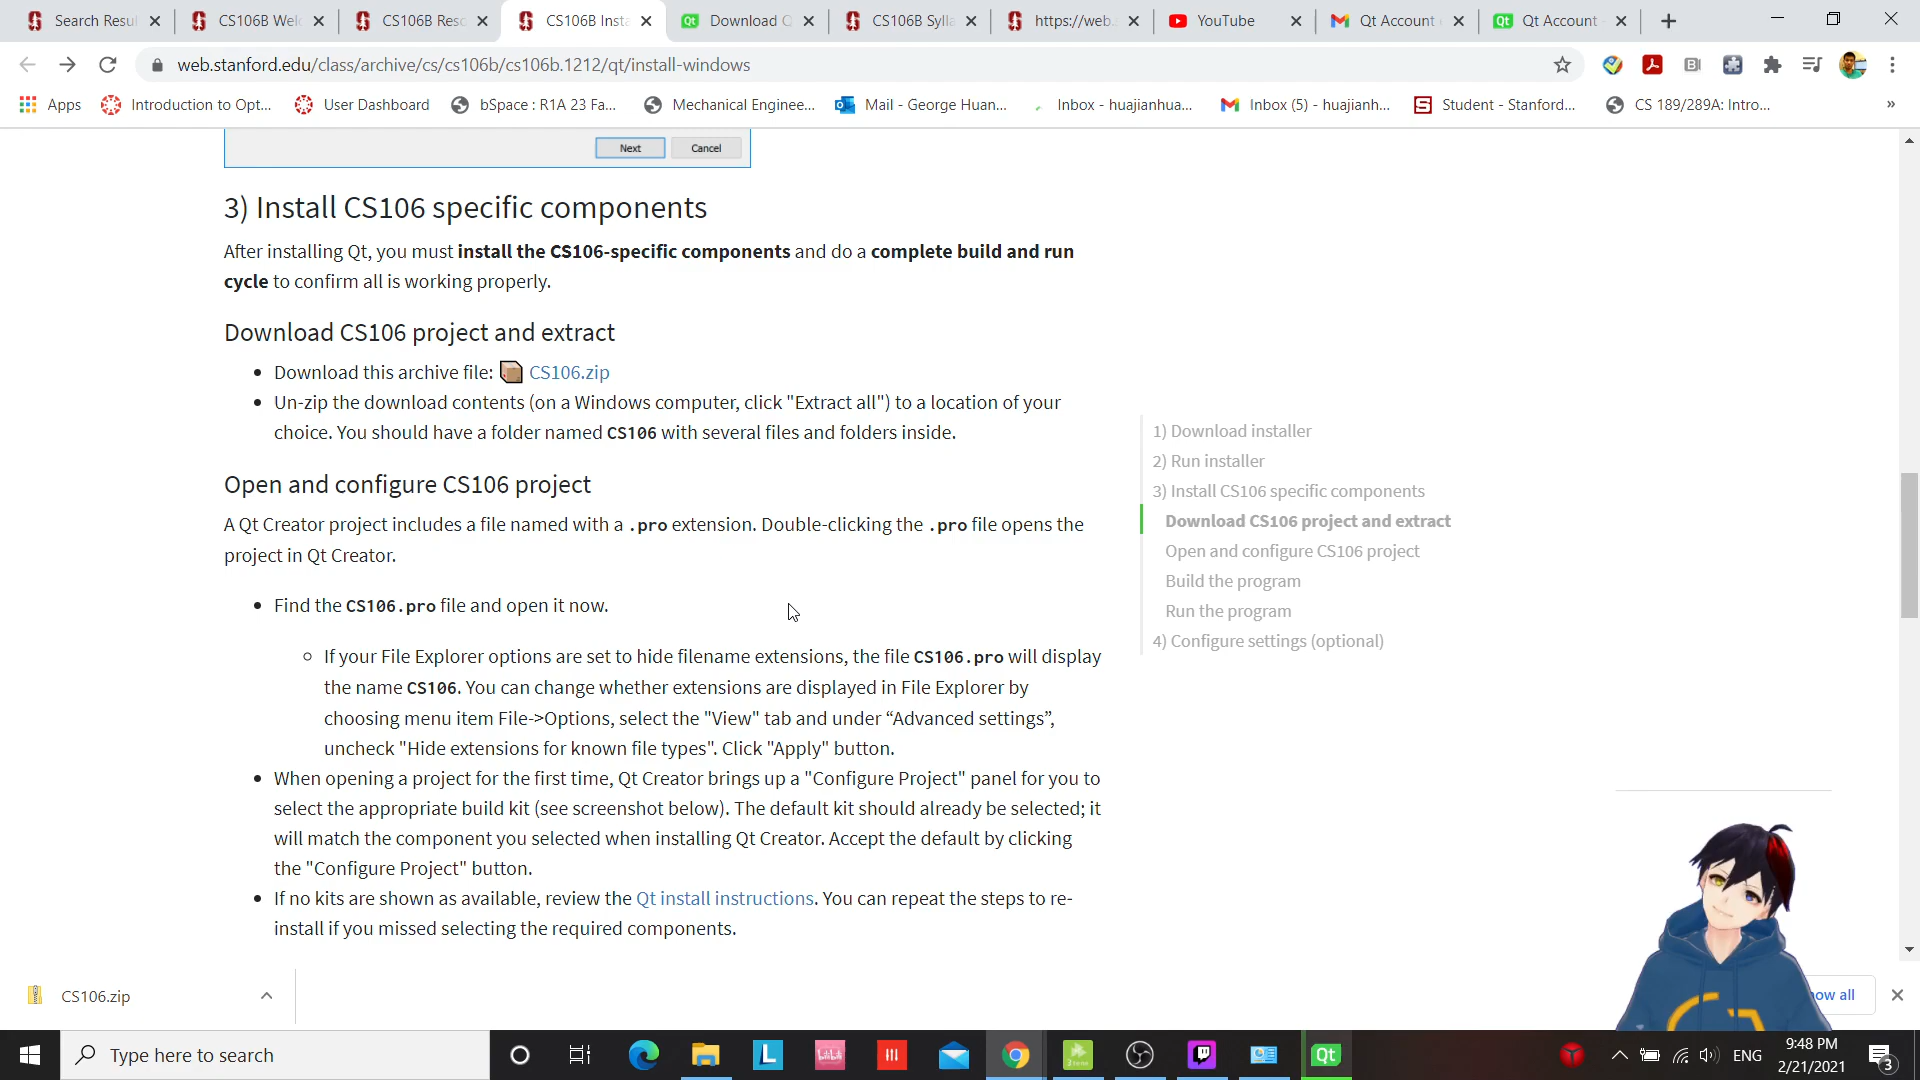 Search Resul
CS106B Wel
CS106B Reso
CS106B Insta
Download Q
CS106B Sylla
https://web.
YouTube
Qt Account
Qt Account
web.stanford.edu/class/archive/cs/cs106b/cs106b.1212/qt/install-windows
Apps
Introduction to Opt...
User Dashboard
bSpace : R1A 23 Fa...
Mechanical Enginee...
Mail - George Huan...
Inbox - huajianhua...
Inbox (5) - huajianh...
Student - Stanford...
CS 189/289A: Intro...
»
Next
Cancel
3) Install CS106 specific components
After installing Qt, you must install the CS106-specific components and do a complete build and run
cycle to confirm all is working properly.
Download CS106 project and extract
• Download this archive file: CS106.zip
• Un-zip the download contents (on a Windows computer, click "Extract all") to a location of your
choice. You should have a folder named CS106 with several files and folders inside.
Open and configure CS106 project
A Qt Creator project includes a file named with a .pro extension. Double-clicking the .pro file opens the
project in Qt Creator.
• Find the CS106.pro file and open it now.
○ If your File Explorer options are set to hide filename extensions, the file CS106.pro will display
the name CS106. You can change whether extensions are displayed in File Explorer by
choosing menu item File->Options, select the "View" tab and under “Advanced settings”,
uncheck "Hide extensions for known file types". Click "Apply" button.
• When opening a project for the first time, Qt Creator brings up a "Configure Project" panel for you to
select the appropriate build kit (see screenshot below). The default kit should already be selected; it
will match the component you selected when installing Qt Creator. Accept the default by clicking
the "Configure Project" button.
• If no kits are shown as available, review the Qt install instructions. You can repeat the steps to re-
install if you missed selecting the required components.
1) Download installer
2) Run installer
3) Install CS106 specific components
Download CS106 project and extract
Open and configure CS106 project
Build the program
Run the program
4) Configure settings (optional)
CS106.zip
ow all
Type here to search
ENG
9:48 PM
2/21/2021
3